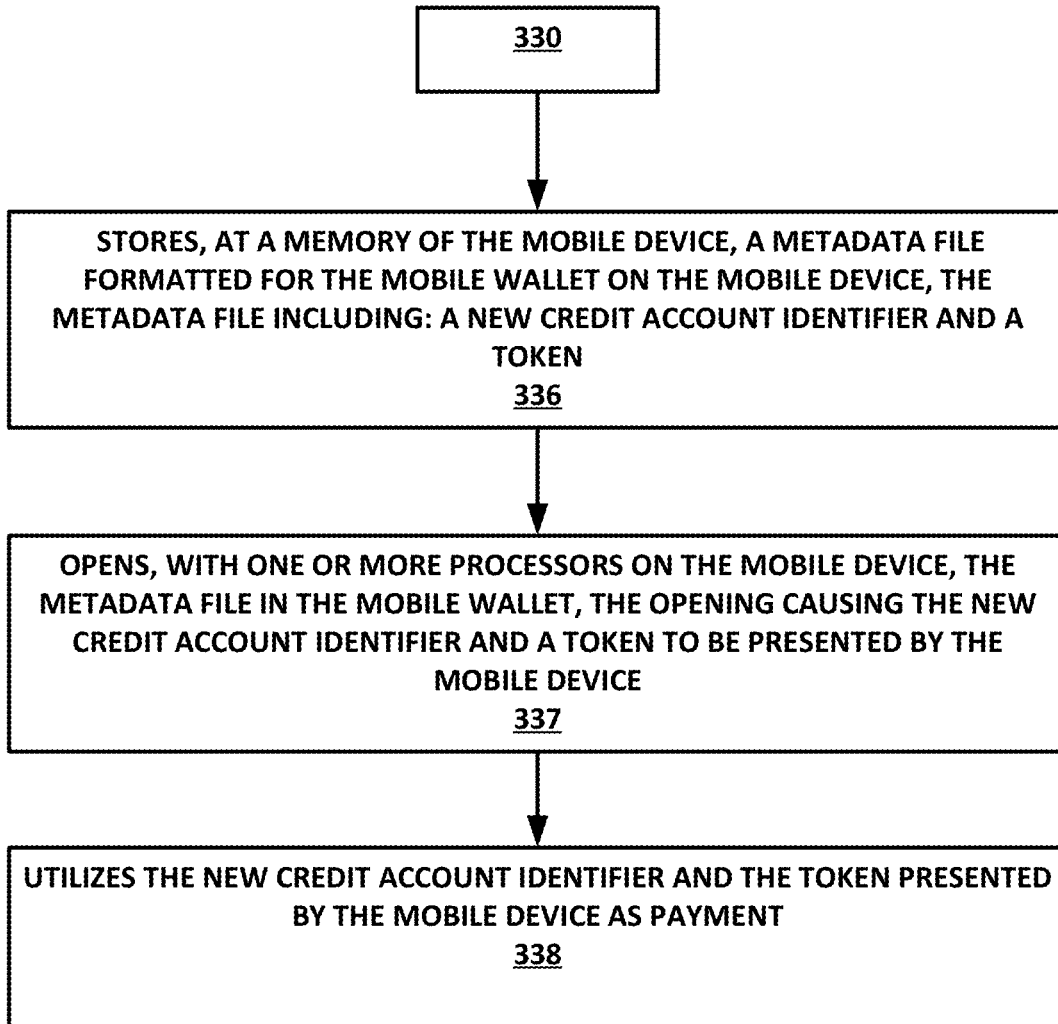 330
STORES, AT A MEMORY OF THE MOBILE DEVICE, A METADATA FILE
FORMATTED FOR THE MOBILE WALLET ON THE MOBILE DEVICE, THE
METADATA FILE INCLUDING: A NEW CREDIT ACCOUNT IDENTIFIER AND A
TOKEN
336
OPENS, WITH ONE OR MORE PROCESSORS ON THE MOBILE DEVICE, THE
METADATA FILE IN THE MOBILE WALLET, THE OPENING CAUSING THE NEW
CREDIT ACCOUNT IDENTIFIER AND A TOKEN TO BE PRESENTED BY THE
MOBILE DEVICE
337
UTILIZES THE NEW CREDIT ACCOUNT IDENTIFIER AND THE TOKEN PRESENTED
BY THE MOBILE DEVICE AS PAYMENT
338